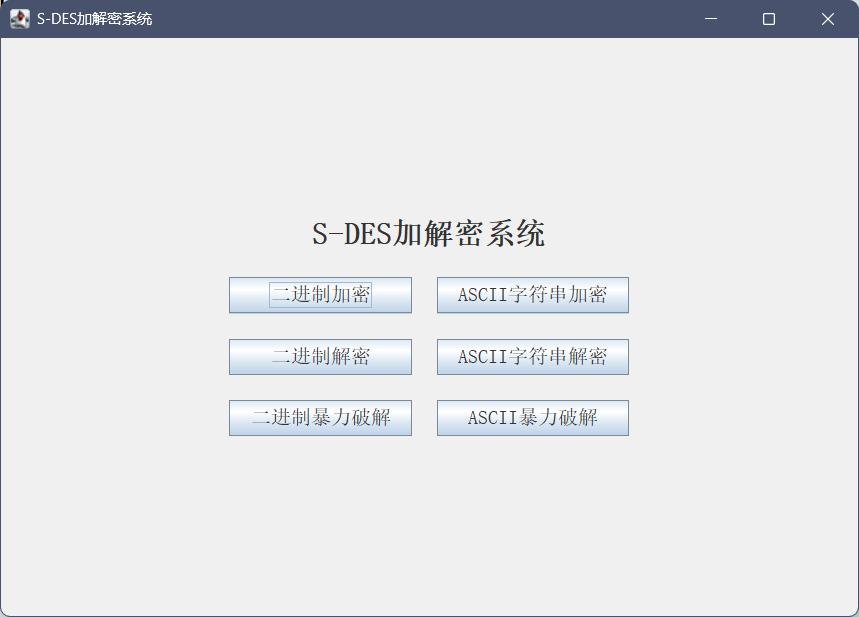 S-DES加解密系统
S-DES加解密系统
二进制加密 ASCII字符串加密
二进制解密 ASCII字符串解密
二进制暴力破解 ASCII暴力破解